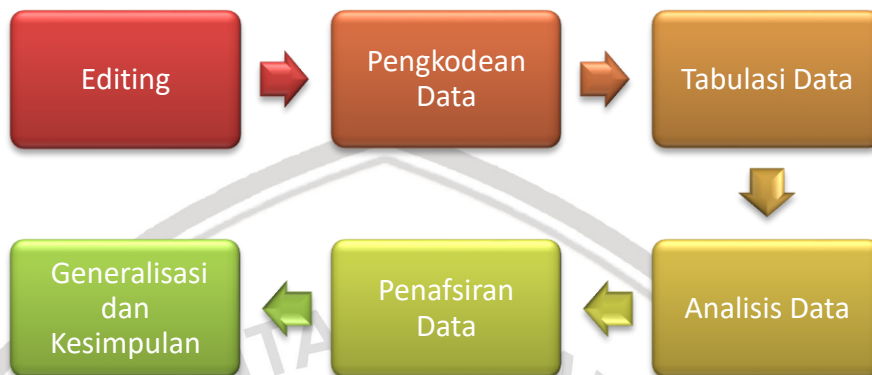 Editing
Pengkodean
Data
Tabulasi Data
Analisis Data
Penafsiran
Data
Generalisasi
dan
Kesimpulan